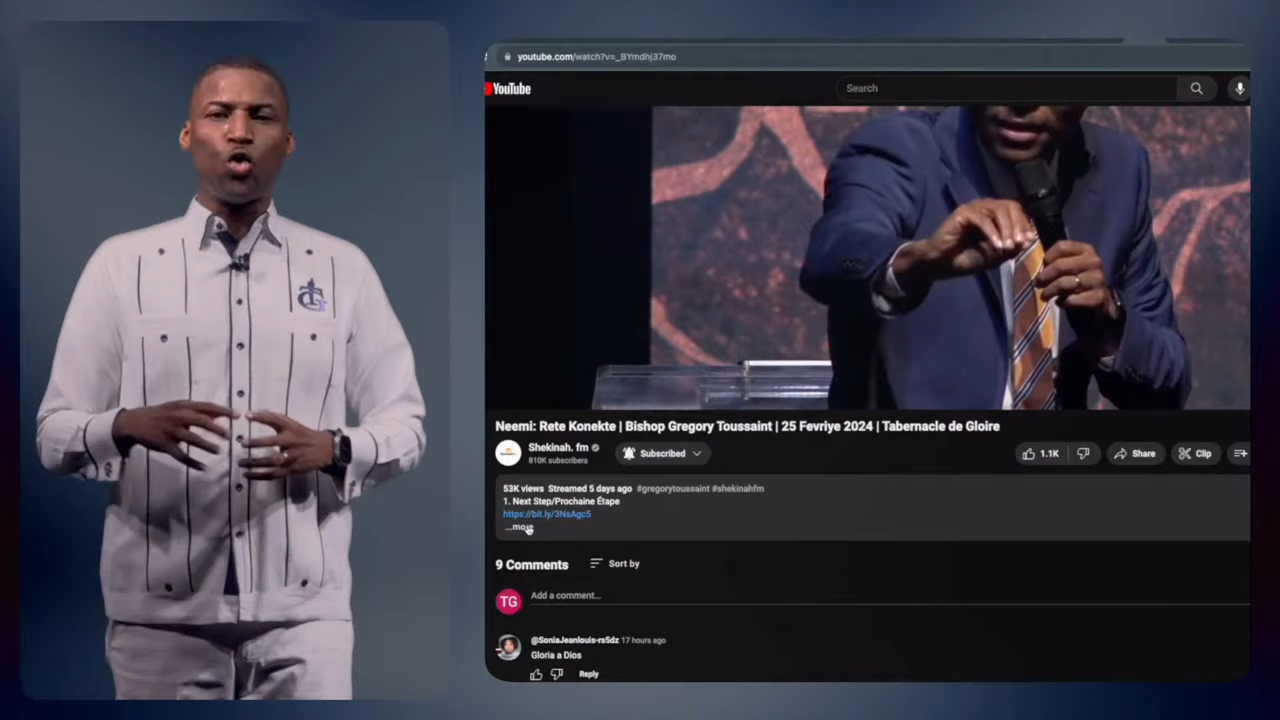 youtube.com/watch?v=_BYmdhj37mo
YouTube
Search
Neemi: Rete Konekte | Bishop Gregory Toussaint | 25 Fevriye 2024 | Tabernacle de Gloire
Shekinah. fm
810K subscribers
Subscribed
1.1K
Share
Clip
53K views Streamed 5 days ago #gregorytoussaint #shekinahfm
1. Next Step/Prochaine Étape
https://bit.ly/3NsAgc5
...more
9 Comments
Sort by
TG
Add a comment...
@SoniaJeanlouis-rs5dz 17 hours ago
Gloria a Dios
Reply